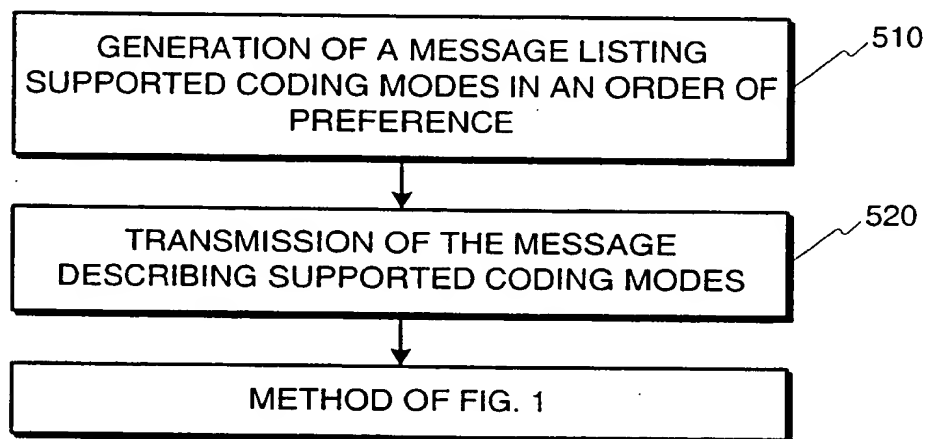 GENERATION OF A MESSAGE LISTING
SUPPORTED CODING MODES IN AN ORDER OF
PREFERENCE
510
TRANSMISSION OF THE MESSAGE
DESCRIBING SUPPORTED CODING MODES
520
METHOD OF FIG. 1